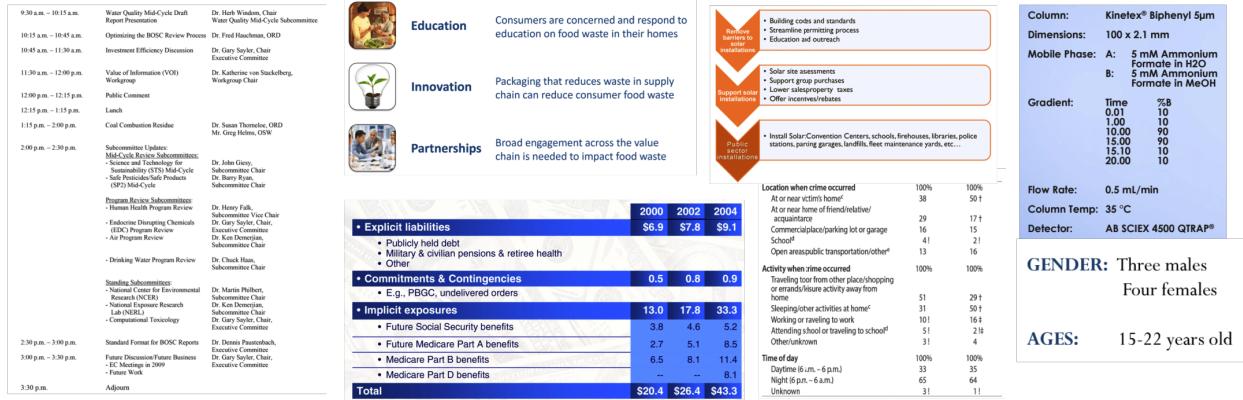 9:30 a.m. – 11:30 a.m. Water Quality Mid-Cycle Draft Dr. Herb Windom, Chair
Report Presentation Water Quality Mid-Cycle Subcommittee
10:15 a.m. – 10:45 a.m. Optimizing the BOSC Review Process Dr. Fred Hauchman, ORD
10:45 a.m. – 11:30 a.m. Investment Efficiency Discussion Dr. Gary Sayler,
Executive Committee
11:30 a.m. – 12:00 p.m. Value of Information (VOI) Dr. Katherine von Stackelberg,
Workgroup Workgroup Chair
12:00 p.m. – 12:15 p.m. Public Comment
12:15 p.m. – 1:15 p.m. Lunch
1:15 p.m. – 2:00 p.m. Coal Combustion Residue Dr. Susan Thorneloe, ORD
Mr. Greg Helms, OSW
2:00 p.m. – 2:30 p.m. Subcommittee Updates:
Mid-Cycle Review Subcommittees:
- Science and Technology for Dr. John Giesy,
Sustainability (STS) Mid-Cycle Subcommittee Chair
- Safe Pesticides/Safe Products Dr. Barry Ryan,
(SP2) Mid-Cycle Subcommittee Chair
Program Review Subcommittees:
- Human Health Program Review Dr. Henry Falk,
Subcommittee Vice Chair
- Endocrine Disrupting Chemicals Dr. Gary Sayler, Chair,
(EDC) Program Review Executive Committee
- Air Program Review Dr. Ken Demerjian,
Subcommittee Chair
- Drinking Water Program Review Dr. Chuck Haas,
Subcommittee Chair
Standing Subcommittees:
- National Center for Environmental Dr. Martin Philbert,
Research (NCER) Subcommittee Chair
- National Exposure Research Dr. Ken Demerjian,
Lab (NERL) Subcommittee Chair
- Computational Toxicology Dr. Gary Sayler, Chair,
Executive Committee
2:30 p.m. – 3:00 p.m. Standard Format for BOSC Reports Dr. Dennis Paustenbach,
Executive Committee
3:00 p.m. – 3:30 p.m. Future Discussion/Future Business Dr. Gary Sayler, Chair,
- EC Meetings in 2009 Executive Committee
- Future Work
3:30 p.m. Adjourn
Education Consumers are concerned and respond to
education on food waste in their homes
Innovation Packaging that reduces waste in supply
chain can reduce consumer food waste
Partnerships Broad engagement across the value
chain is needed to impact food waste
2000 2002 2004
• Explicit liabilities $6.9 $7.8 $9.1
• Publicly held debt
• Military & civilian pensions & retiree health
• Other
• Commitments & Contingencies 0.5 0.8 0.9
• E.g., PBGC, undelivered orders
• Implicit exposures 13.0 17.8 33.3
• Future Social Security benefits 3.8 4.6 5.2
• Future Medicare Part A benefits 2.7 5.1 8.5
• Medicare Part B benefits 6.5 8.1 11.4
• Medicare Part D benefits -- -- 8.1
Total $20.4 $26.4 $43.3
Remove
barriers to
solar
installations
• Building codes and standards
• Streamline permitting process
• Education and outreach
Support solar
installations
• Solar site asessments
• Support group purchases
• Lower salesproperty taxes
• Offer incentives/rebates
Public
sector
installations
• Install Solar:Convention Centers, schools, firehouses, libraries, police
stations, paring garages, landfills, fleet maintenance yards, etc…
Location when crime occurred 100% 100%
At or near victim's homeᶜ 38 50 †
At or near home of friend/relative/
acquaintance 29 17 †
Commercialplace/parking lot or garage 16 15
Schoolᵈ 4 ! 2 !
Open areaspublic transportation/otherᵉ 13 16
Activity when :rime occurred 100% 100%
Traveling toor from other place/shopping
or errands/leisure activity away from
home 51 29 †
Sleeping/other activities at homeᶜ 31 50 †
Working or raveling to work 10 ! 16 ‡
Attending school or traveling to schoolᵈ 5 ! 2 !‡
Other/unknown 3 ! 4
Time of day 100% 100%
Daytime (6 a.m. – 6 p.m.) 33 35
Night (6 p.m. – 6 a.m.) 65 64
Unknown 3 ! 1 !
Column: Kinetex® Biphenyl 5µm
Dimensions: 100 x 2.1 mm
Mobile Phase: A: 5 mM Ammonium
Formate in H2O
B: 5 mM Ammonium
Formate in MeOH
Gradient: Time %B
0.01 10
1.00 10
10.00 90
15.00 90
15.10 10
20.00 10
Flow Rate: 0.5 mL/min
Column Temp: 35 °C
Detector: AB SCIEX 4500 QTRAP®
GENDER: Three males
Four females
AGES: 15-22 years old